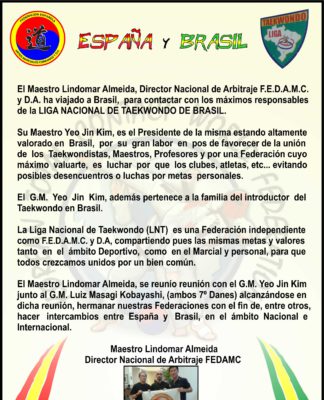 TAEKWONDO
LIGA
ESPAÑA Y BRASIL
El Maestro Lindomar Almeida, Director Nacional de Arbitraje F.E.D.A.M.C.
y D.A. ha viajado a Brasil, para contactar con los máximos responsables
de la LIGA NACIONAL DE TAEKWONDO DE BRASIL.
Su Maestro Yeo Jin Kim, es el Presidente de la misma estando altamente
valorado en Brasil, por su gran labor en pos de favorecer de la unión
de los Taekwondistas, Maestros, Profesores y por una Federación cuyo
máximo valuarte, es luchar por que los clubes, atletas, etc... evitando
posibles desencuentros o luchas por metas personales.
El G.M. Yeo Jin Kim, además pertenece a la familia del introductor del
Taekwondo en Brasil.
La Liga Nacional de Taekwondo (LNT) es una Federación independiente
como F.E.D.A.M.C. y D,A, compartiendo pues las mismas metas y valores
tanto en el ámbito Deportivo, como en el Marcial y personal, para que
todos crezcamos unidos por un bien común.
El Maestro Lindomar Almeida, se reunio reunión con el G.M. Yeo Jin Kim
junto al G.M. Luiz Masagi Kobayashi, (ambos 7º Danes) alcanzándose en
dicha reunión, hermanar nuestras Federaciones con el fin de, entre otros,
hacer intercambios entre España y Brasil, en el ámbito Nacional e
Internacional.
Maestro Lindomar Almeida
Director Nacional de Arbitraje FEDAMC